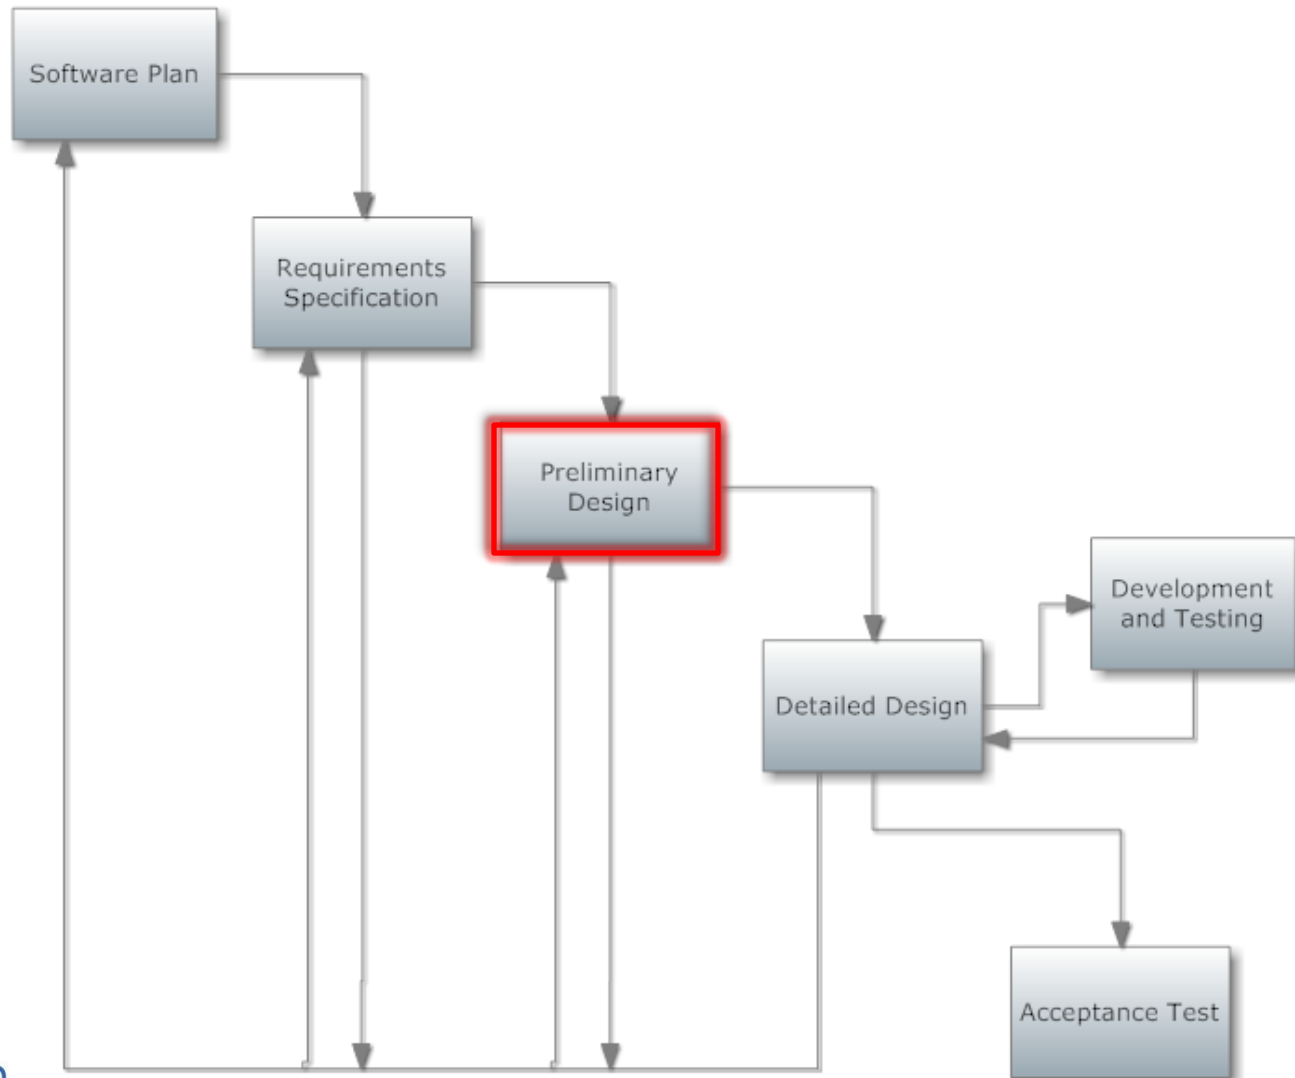 Software Plan
Requirements
Specification
Preliminary
Design
Development
and Testing
Detailed Design
Acceptance Test